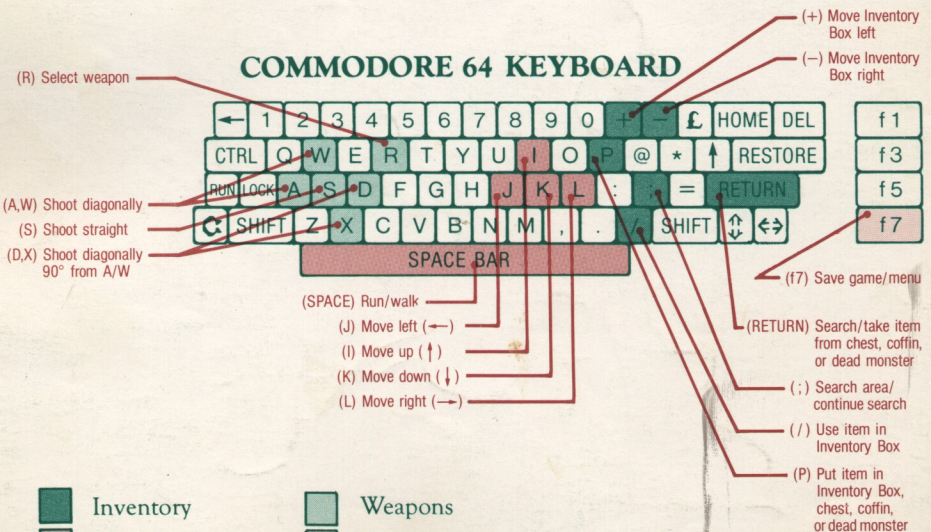 (+) Move Inventory
Box left
(−) Move Inventory
Box right
COMMODORE 64 KEYBOARD
(R) Select weapon
← 1 2 3 4 5 6 7 8 9 0 + − £ HOME DEL f1
CTRL Q W E R T Y U I O P @ * ↑ RESTORE f3
RUN LOCK A S D F G H J K L : ; = RETURN f5
C SHIFT Z X C V B N M , . / SHIFT ⇳ ⇔ f7
SPACE BAR
(A,W) Shoot diagonally
(S) Shoot straight
(D,X) Shoot diagonally
90° from A/W
(SPACE) Run/walk
(J) Move left (←)
(I) Move up (↑)
(K) Move down (↓)
(L) Move right (→)
(f7) Save game/menu
(RETURN) Search/take item
from chest, coffin,
or dead monster
(;) Search area/
continue search
(/) Use item in
Inventory Box
(P) Put item in
Inventory Box,
chest, coffin,
or dead monster
Inventory
Weapons